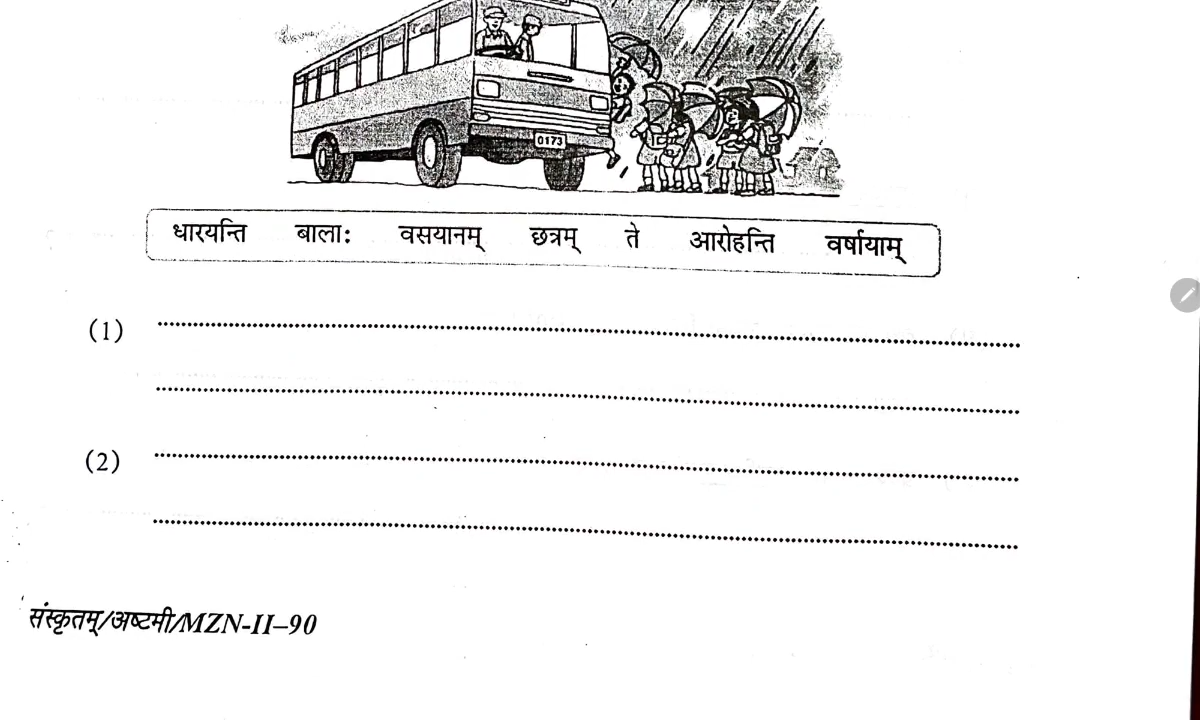 0173
धारयन्ति बालाः वसयानम् छत्रम् ते आरोहन्ति वर्षायाम्
(1)
(2)
संस्कृतम्/अष्टमी/MZN-II–90